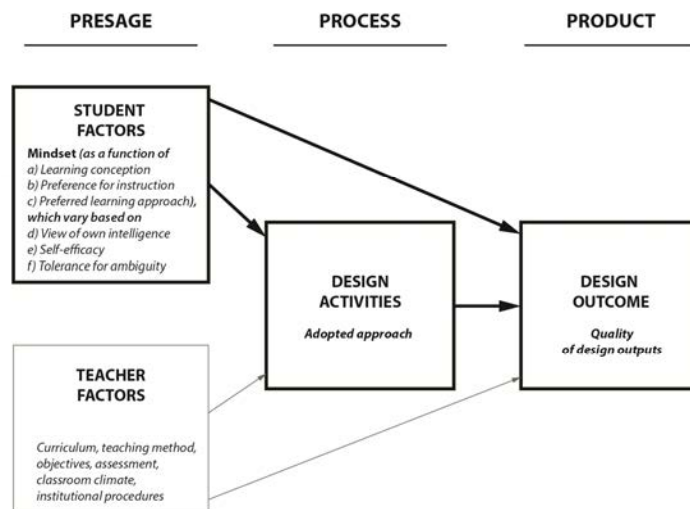 PRESAGE
PROCESS
PRODUCT
STUDENT
FACTORS
Mindset (as a function of
a) Learning conception
b) Preference for instruction
c) Preferred learning approach),
which vary based on
d) View of own intelligence
e) Self-efficacy
f) Tolerance for ambiguity
DESIGN
ACTIVITIES
Adopted approach
DESIGN
OUTCOME
Quality
of design outputs
TEACHER
FACTORS
Curriculum, teaching method,
objectives, assessment,
classroom climate,
institutional procedures